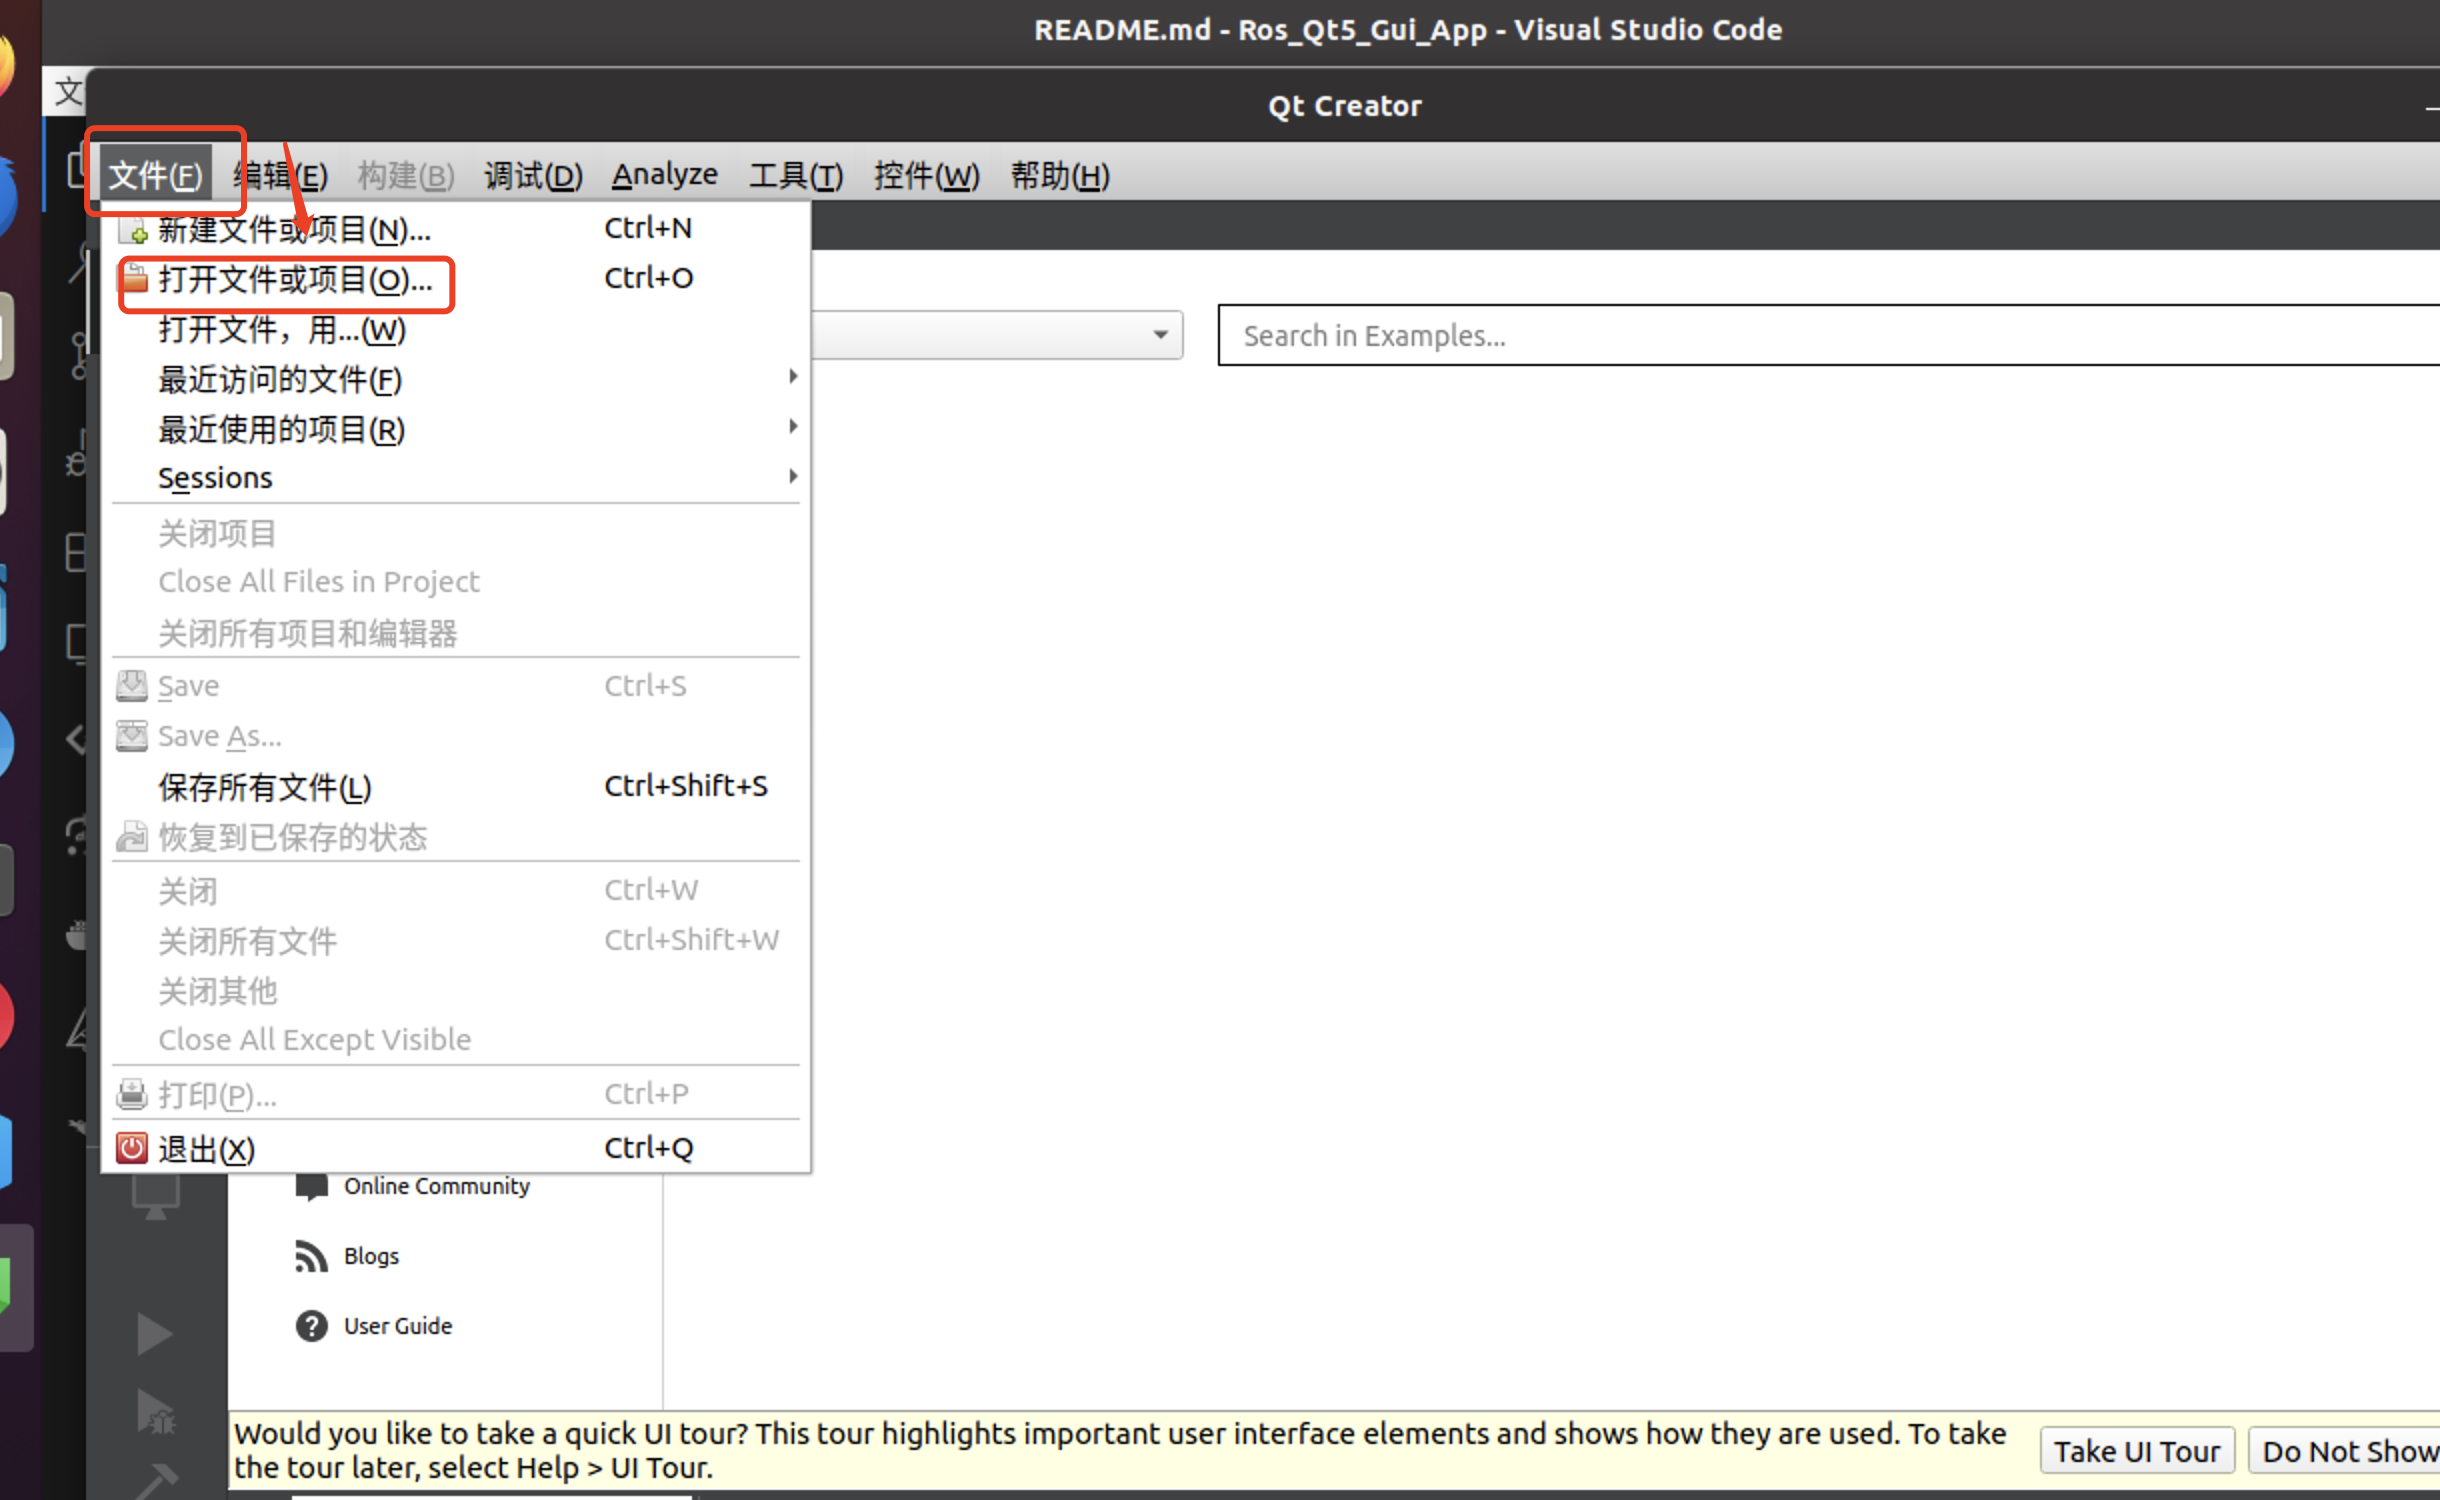 README.md - Ros_Qt5_Gui_App - Visual Studio Code
文
Qt Creator
文件(F) 编辑(E) 构建(B) 调试(D) Analyze 工具(T) 控件(W) 帮助(H)
新建文件或项目(N)... Ctrl+N
打开文件或项目(O)... Ctrl+O
打开文件，用...(W)
Search in Examples...
最近访问的文件(F)
最近使用的项目(R)
Sessions
关闭项目
Close All Files in Project
关闭所有项目和编辑器
Save Ctrl+S
Save As...
保存所有文件(L) Ctrl+Shift+S
恢复到已保存的状态
关闭 Ctrl+W
关闭所有文件 Ctrl+Shift+W
关闭其他
Close All Except Visible
打印(P)... Ctrl+P
退出(X) Ctrl+Q
Online Community
Blogs
User Guide
Would you like to take a quick UI tour? This tour highlights important user interface elements and shows how they are used. To take
the tour later, select Help > UI Tour.
Take UI Tour
Do Not Show